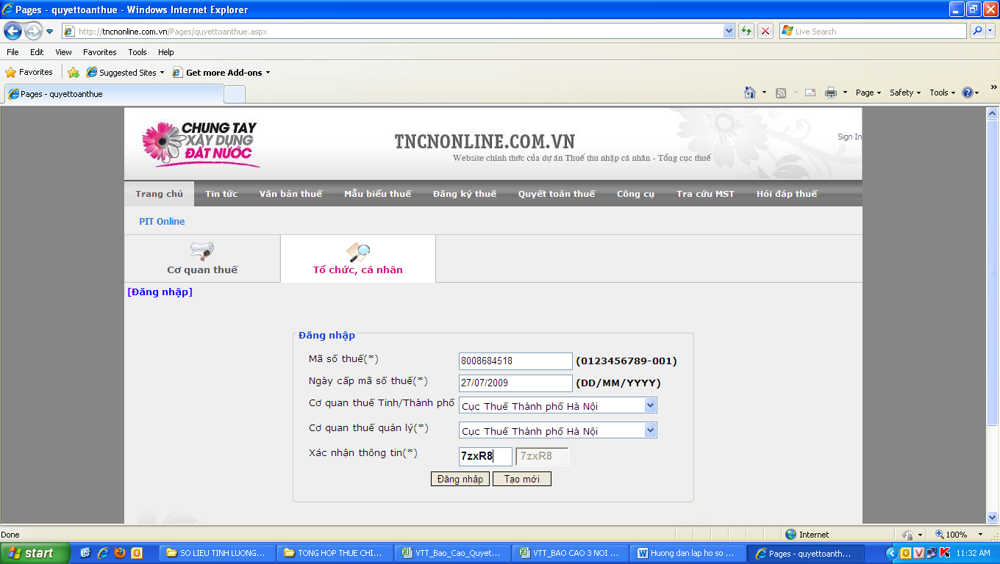 Pages - quyettoanthue - Windows Internet Explorer
http://tncnonline.com.vn/Pages/quyettoanthue.aspx
Live Search
File Edit View Favorites Tools Help
Favorites Suggested Sites Get more Add-ons
Pages - quyettoanthue
Page Safety Tools
CHUNG TAY
XÂY DỰNG
ĐẤT NƯỚC
TNCNONLINE.COM.VN
Website chính thức của dự án Thuế thu nhập cá nhân - Tổng cục thuế
Sign In
Trang chủ Tin tức Văn bản thuế Mẫu biểu thuế Đăng ký thuế Quyết toán thuế Công cụ Tra cứu MST Hỏi đáp thuế
PIT Online
Cơ quan thuế Tổ chức, cá nhân
[Đăng nhập]
Đăng nhập
Mã số thuế(*) 8008684518 (0123456789-001)
Ngày cấp mã số thuế(*) 27/07/2009 (DD/MM/YYYY)
Cơ quan thuế Tỉnh/Thành phố Cục Thuế Thành phố Hà Nội
Cơ quan thuế quản lý(*) Cục Thuế Thành phố Hà Nội
Xác nhận thông tin(*) 7zxR8 7zxR8
Đăng nhập Tạo mới
Done Internet 100%
start SO LIEU TINH LUONG... TONG HOP THUE CHI... VTT_Bao_Cao_Quyet... VTT_BAO CAO 3 NOI ... Huong dan lap ho so ... Pages - quyettoanth... 11:32 AM